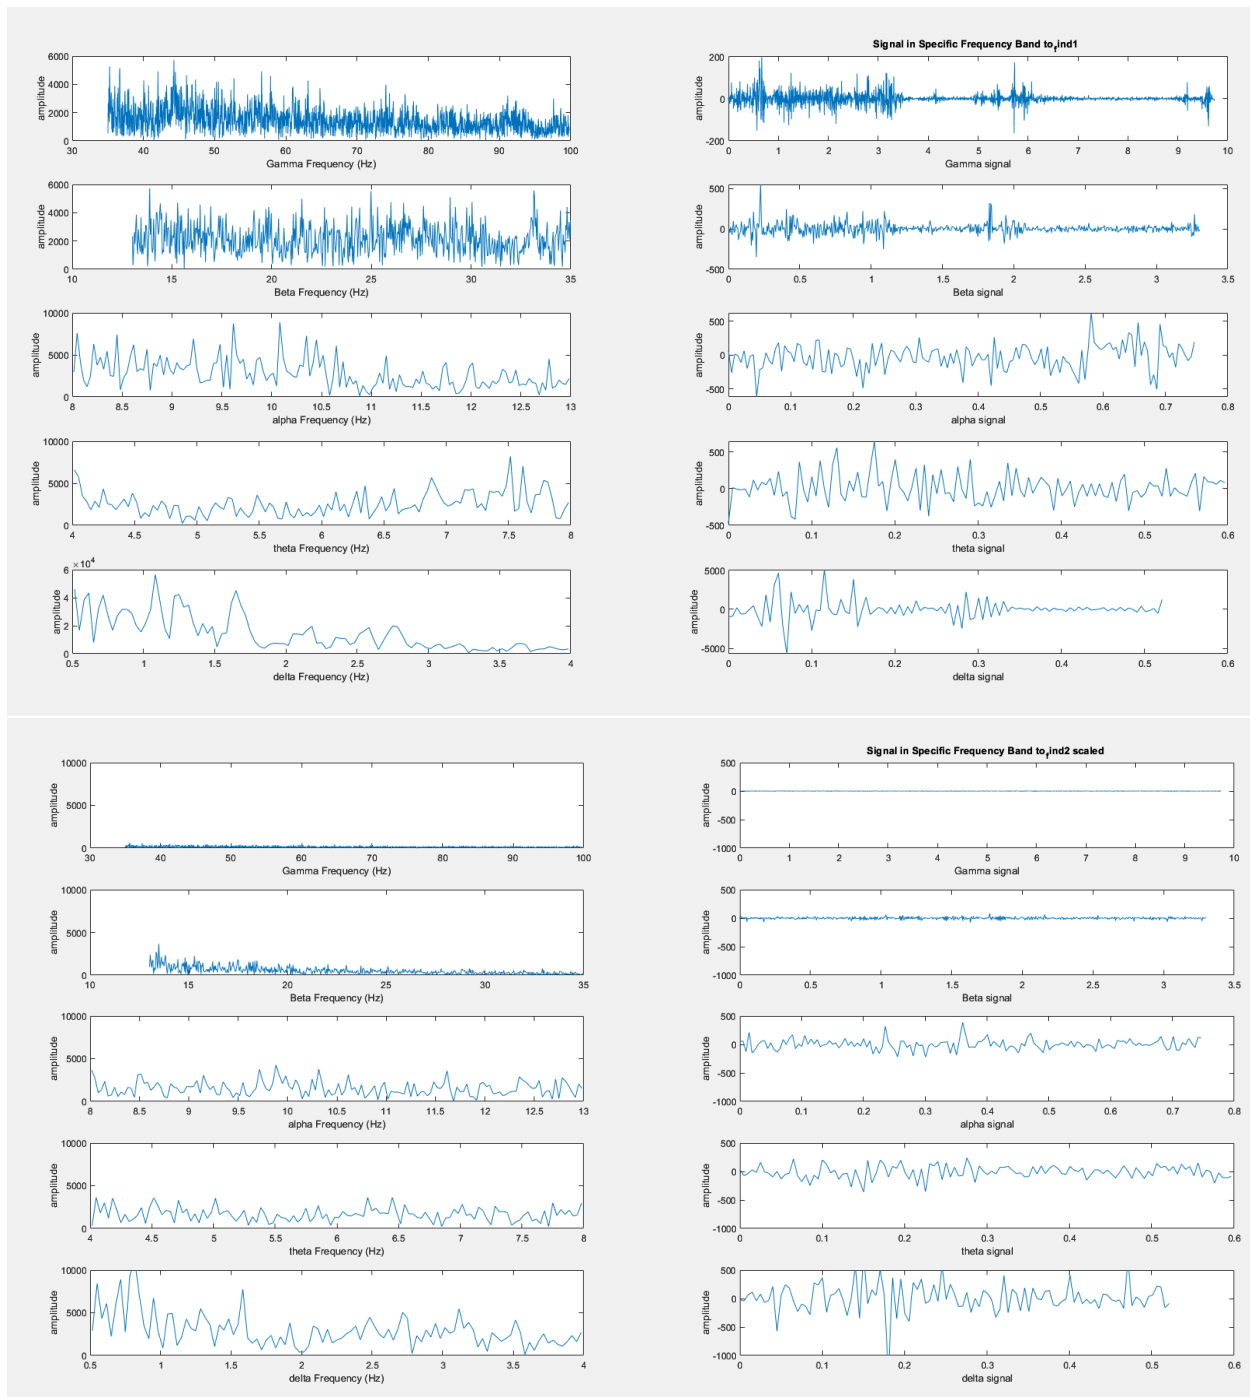 Signal in Specific Frequency Band to_find1
6000
4000
2000
0
amplitude
30 40 50 60 70 80 90 100
Gamma Frequency (Hz)
200
0
-200
amplitude
0 1 2 3 4 5 6 7 8 9 10
Gamma signal
6000
4000
2000
0
amplitude
10 15 20 25 30 35
Beta Frequency (Hz)
500
0
-500
amplitude
0 0.5 1 1.5 2 2.5 3 3.5
Beta signal
10000
5000
0
amplitude
8 8.5 9 9.5 10 10.5 11 11.5 12 12.5 13
alpha Frequency (Hz)
500
0
-500
amplitude
0 0.1 0.2 0.3 0.4 0.5 0.6 0.7 0.8
alpha signal
10000
5000
0
amplitude
4 4.5 5 5.5 6 6.5 7 7.5 8
theta Frequency (Hz)
500
0
-500
amplitude
0 0.1 0.2 0.3 0.4 0.5 0.6
theta signal
×10^4
6
4
2
0
amplitude
0.5 1 1.5 2 2.5 3 3.5 4
delta Frequency (Hz)
5000
0
-5000
amplitude
0 0.1 0.2 0.3 0.4 0.5 0.6
delta signal
Signal in Specific Frequency Band to_find2 scaled
10000
5000
0
amplitude
30 40 50 60 70 80 90 100
Gamma Frequency (Hz)
500
0
-500
-1000
amplitude
0 1 2 3 4 5 6 7 8 9 10
Gamma signal
10000
5000
0
amplitude
10 15 20 25 30 35
Beta Frequency (Hz)
500
0
-500
-1000
amplitude
0 0.5 1 1.5 2 2.5 3 3.5
Beta signal
10000
5000
0
amplitude
8 8.5 9 9.5 10 10.5 11 11.5 12 12.5 13
alpha Frequency (Hz)
500
0
-500
-1000
amplitude
0 0.1 0.2 0.3 0.4 0.5 0.6 0.7 0.8
alpha signal
10000
5000
0
amplitude
4 4.5 5 5.5 6 6.5 7 7.5 8
theta Frequency (Hz)
500
0
-500
-1000
amplitude
0 0.1 0.2 0.3 0.4 0.5 0.6
theta signal
10000
5000
0
amplitude
0.5 1 1.5 2 2.5 3 3.5 4
delta Frequency (Hz)
500
0
-500
-1000
amplitude
0 0.1 0.2 0.3 0.4 0.5 0.6
delta signal